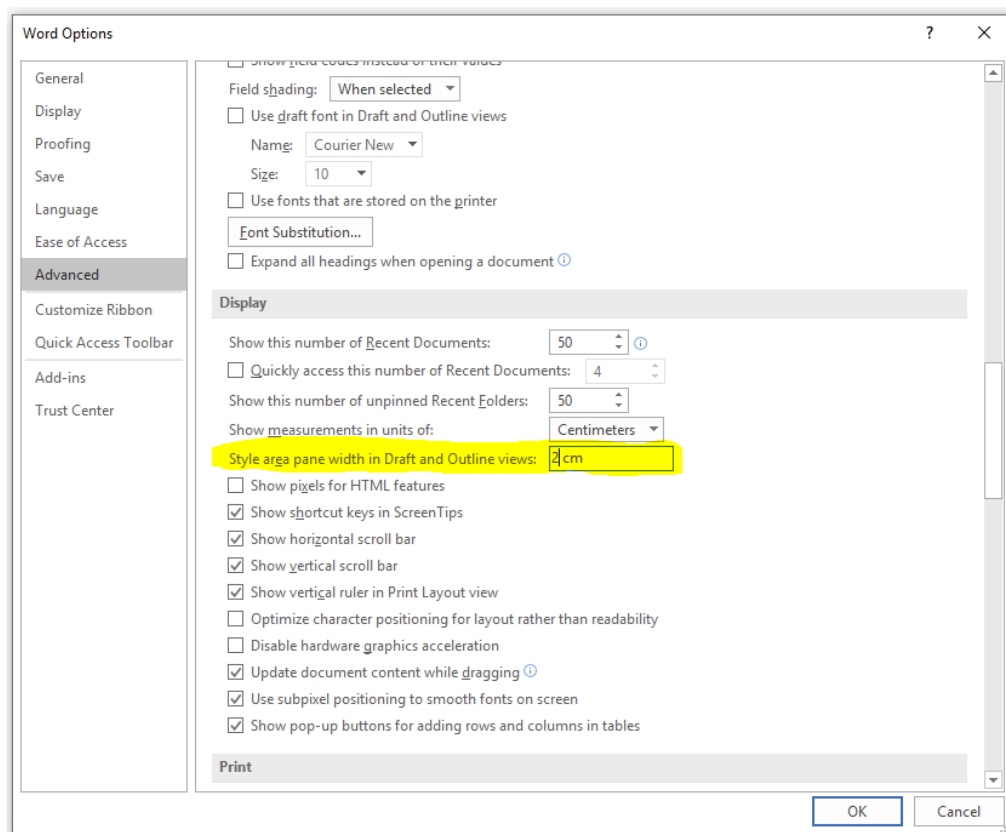 Word Options
?
General
Display
Proofing
Save
Language
Ease of Access
Advanced
Customize Ribbon
Quick Access Toolbar
Add-ins
Trust Center
Show field codes instead of their values
Field shading: When selected
Use draft font in Draft and Outline views
Name: Courier New
Size: 10
Use fonts that are stored on the printer
Font Substitution...
Expand all headings when opening a document
Display
Show this number of Recent Documents: 50
Quickly access this number of Recent Documents: 4
Show this number of unpinned Recent Folders: 50
Show measurements in units of: Centimeters
Style area pane width in Draft and Outline views: 2 cm
Show pixels for HTML features
Show shortcut keys in ScreenTips
Show horizontal scroll bar
Show vertical scroll bar
Show vertical ruler in Print Layout view
Optimize character positioning for layout rather than readability
Disable hardware graphics acceleration
Update document content while dragging
Use subpixel positioning to smooth fonts on screen
Show pop-up buttons for adding rows and columns in tables
Print
OK
Cancel